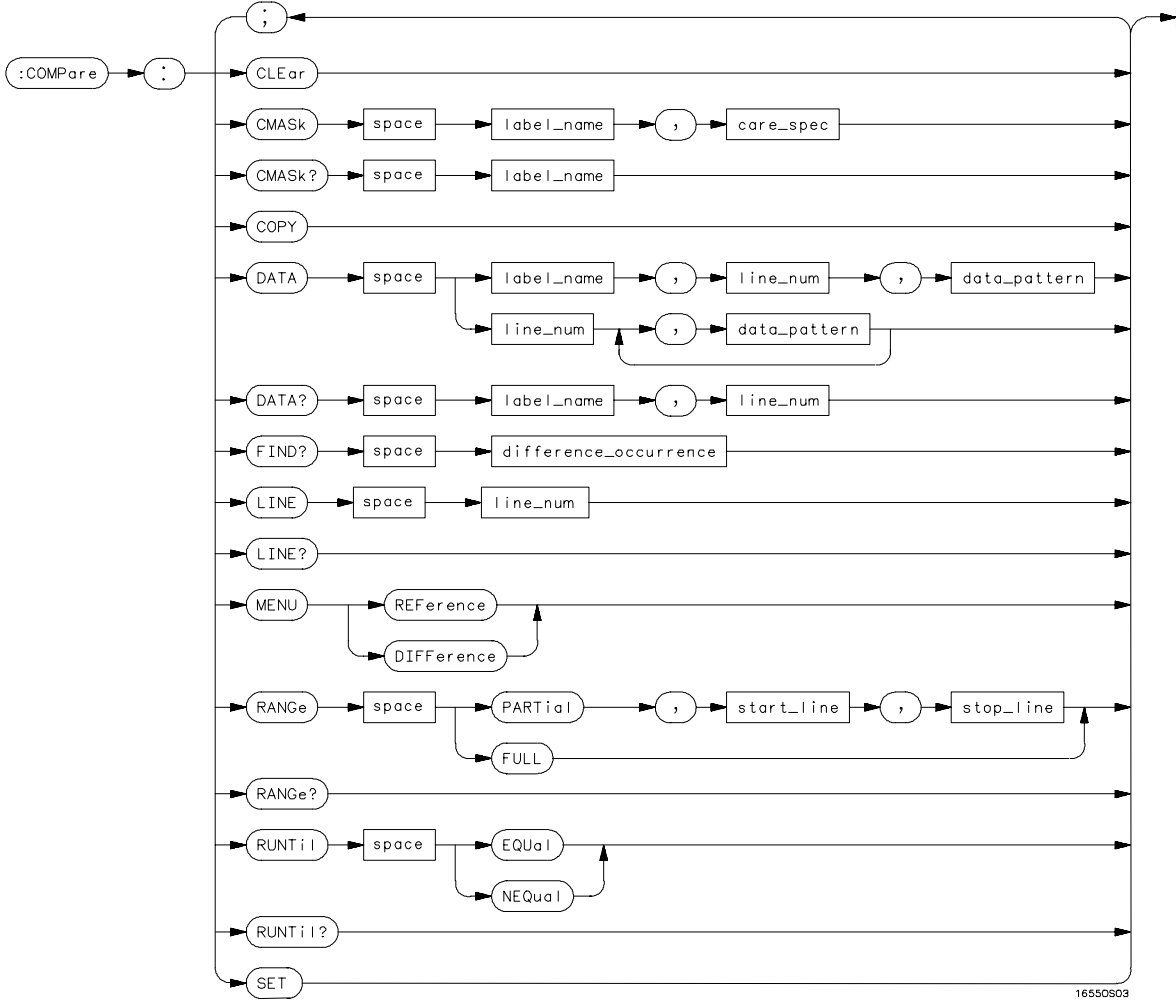 ;
:COMPare : CLEar
CMASk space label_name , care_spec
CMASk? space label_name
COPY
DATA space label_name , line_num , data_pattern
line_num , data_pattern
DATA? space label_name , line_num
FIND? space difference_occurrence
LINE space line_num
LINE?
MENU REFerence
DIFFerence
RANGe space PARTial , start_line , stop_line
FULL
RANGe?
RUNTil space EQUal
NEQual
RUNTil?
SET
16550S03